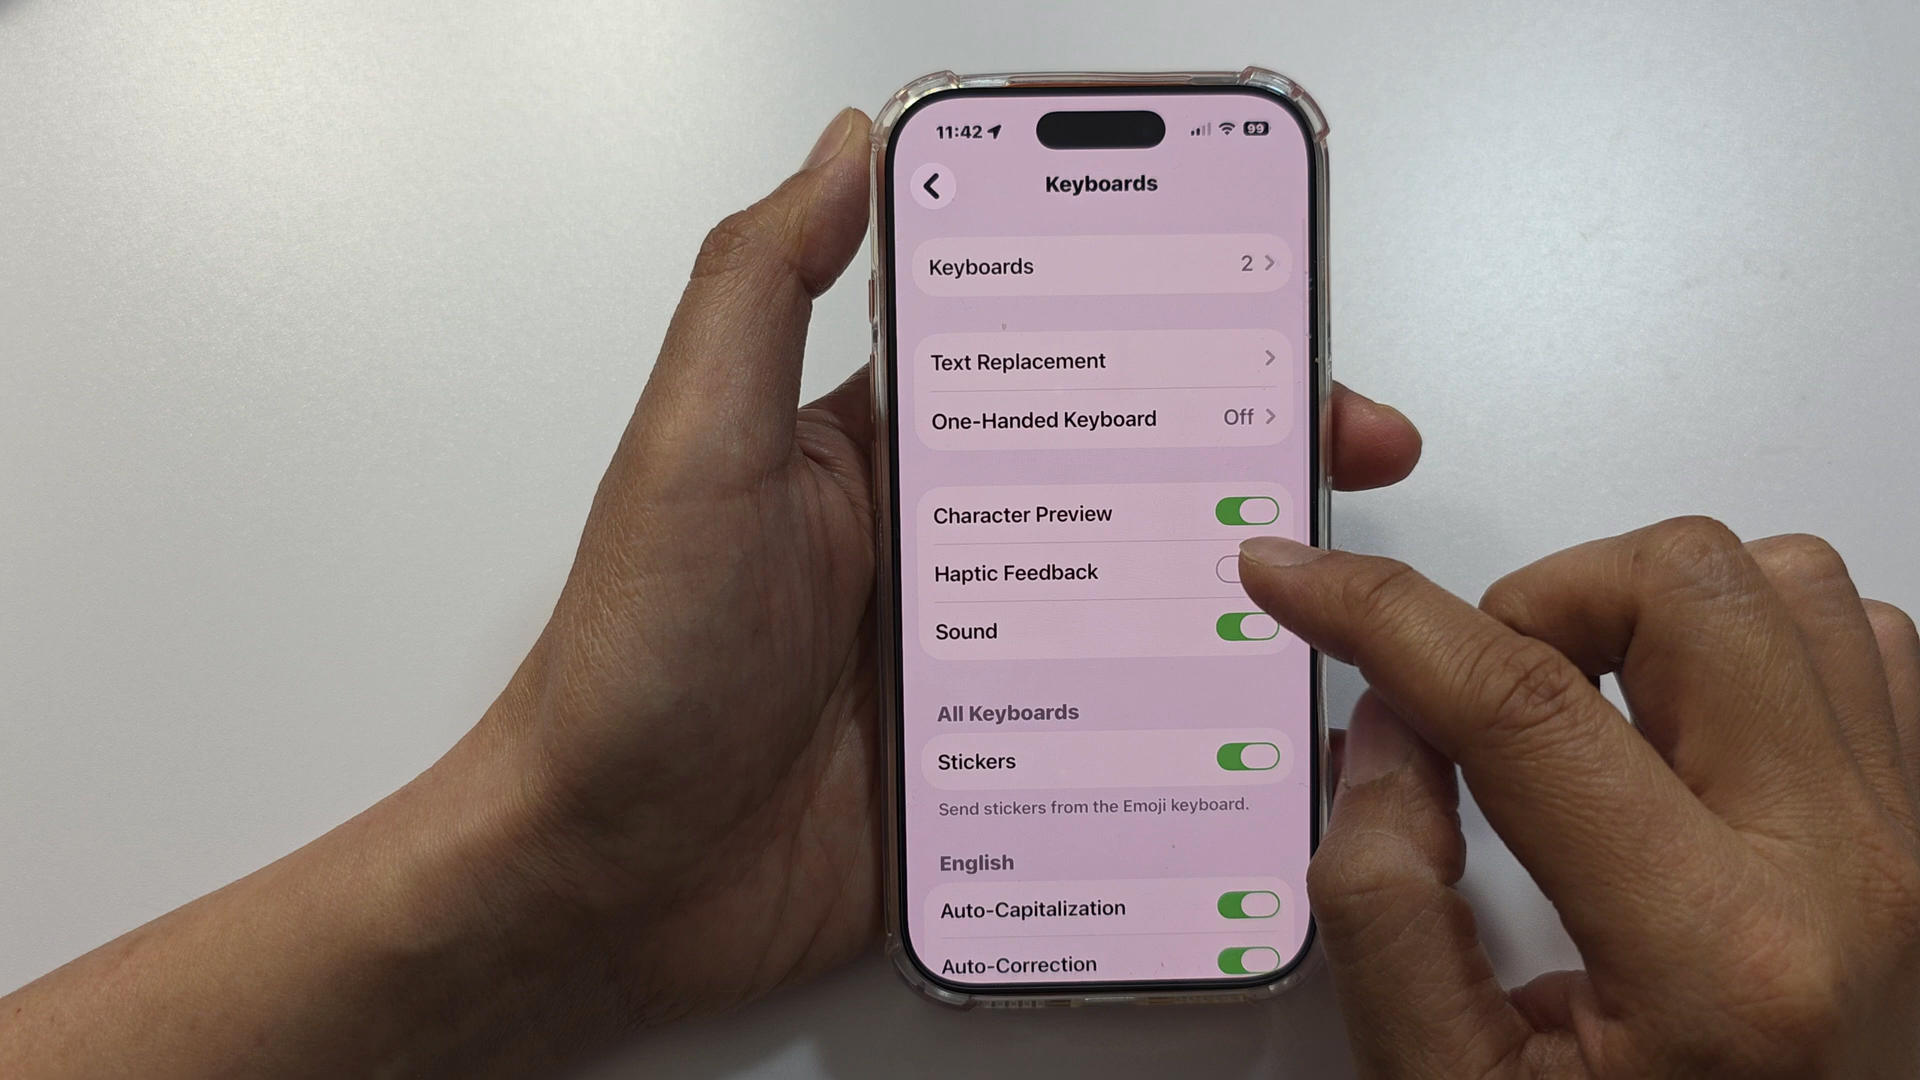 11:42
99
Keyboards
Keyboards 2
Text Replacement
One-Handed Keyboard Off
Character Preview
Haptic Feedback
Sound
All Keyboards
Stickers
Send stickers from the Emoji keyboard.
English
Auto-Capitalization
Auto-Correction